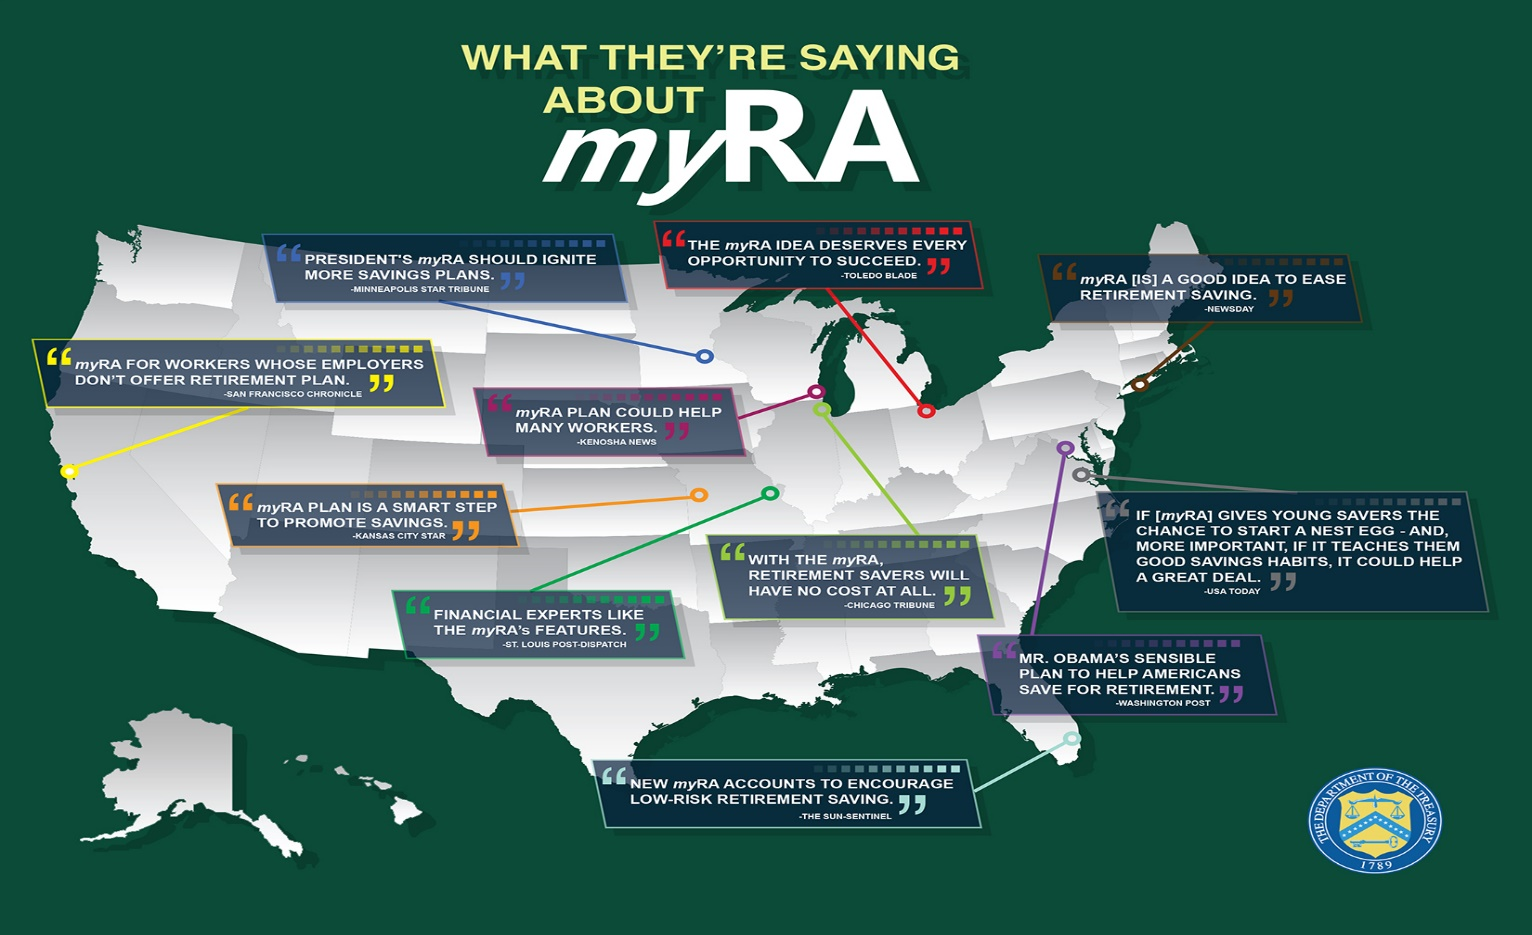 WHAT THEY'RE SAYING
ABOUT
myRA
PRESIDENT'S myRA SHOULD IGNITE
MORE SAVINGS PLANS.
-MINNEAPOLIS STAR TRIBUNE
THE myRA IDEA DESERVES EVERY
OPPORTUNITY TO SUCCEED.
-TOLEDO BLADE
myRA [IS] A GOOD IDEA TO EASE
RETIREMENT SAVING.
-NEWSDAY
myRA FOR WORKERS WHOSE EMPLOYERS
DON'T OFFER RETIREMENT PLAN.
-SAN FRANCISCO CHRONICLE
myRA PLAN COULD HELP
MANY WORKERS.
-KENOSHA NEWS
myRA PLAN IS A SMART STEP
TO PROMOTE SAVINGS.
-KANSAS CITY STAR
WITH THE myRA,
RETIREMENT SAVERS WILL
HAVE NO COST AT ALL.
-CHICAGO TRIBUNE
IF [myRA] GIVES YOUNG SAVERS THE
CHANCE TO START A NEST EGG - AND,
MORE IMPORTANT, IF IT TEACHES THEM
GOOD SAVINGS HABITS, IT COULD HELP
A GREAT DEAL.
-USA TODAY
FINANCIAL EXPERTS LIKE
THE myRA's FEATURES.
-ST. LOUIS POST-DISPATCH
MR. OBAMA'S SENSIBLE
PLAN TO HELP AMERICANS
SAVE FOR RETIREMENT.
-WASHINGTON POST
NEW myRA ACCOUNTS TO ENCOURAGE
LOW-RISK RETIREMENT SAVING.
-THE SUN-SENTINEL
THE DEPARTMENT OF THE TREASURY
1789